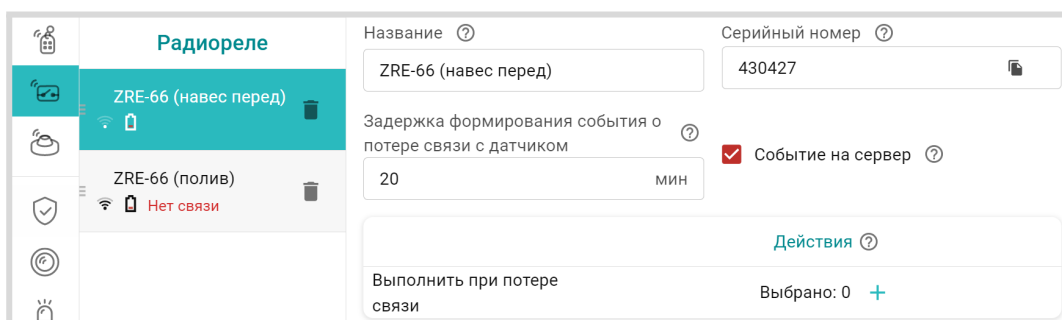 Радиореле
ZRE-66 (навес перед)
ZRE-66 (полив)
Нет связи
Название
ZRE-66 (навес перед)
Серийный номер
430427
Задержка формирования события о
потере связи с датчиком
20 мин
Событие на сервер
Действия
Выполнить при потере
связи
Выбрано: 0 +